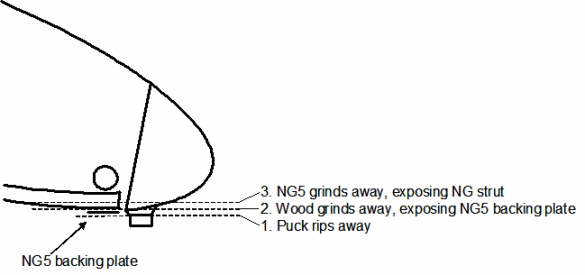 3. NG5 grinds away, exposing NG strut
2. Wood grinds away, exposing NG5 backing plate
1. Puck rips away
NG5 backing plate